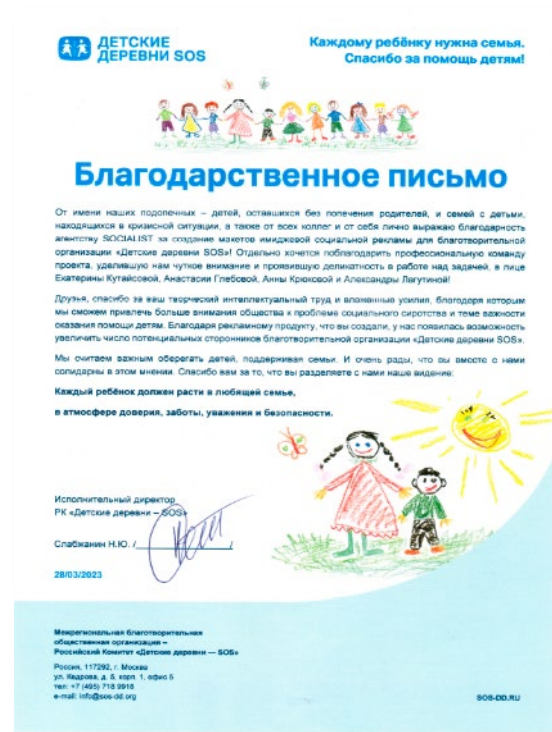 ДЕТСКИЕ
ДЕРЕВНИ SOS
Каждому ребёнку нужна семья.
Спасибо за помощь детям!
Благодарственное письмо
От имени наших подопечных – детей, оставшихся без попечения родителей, и семей с детьми,
находящихся в кризисной ситуации, а также от всех коллег и от себя лично выражаю благодарность
агентству SOCIALIST за создание макетов имиджевой социальной рекламы для благотворительной
организации «Детские деревни SOS»! Отдельно хочется поблагодарить профессиональную команду
проекта, уделившую нам чуткое внимание и проявившую деликатность в работе над задачей, в лице
Екатерины Кутайсовой, Анастасии Глебовой, Анны Крюковой и Александры Лагутиной!
Друзья, спасибо за ваш творческий интеллектуальный труд и вложенные усилия, благодаря которым
мы сможем привлечь больше внимания общества к проблеме социального сиротства и теме важности
оказания помощи детям. Благодаря рекламному продукту, что вы создали, у нас появилась возможность
увеличить число потенциальных сторонников благотворительной организации «Детские деревни SOS».
Мы считаем важным оберегать детей, поддерживая семьи. И очень рады, что вы вместе с нами
солидарны в этом мнении. Спасибо вам за то, что вы разделяете с нами наше видение:
Каждый ребёнок должен расти в любящей семье,
в атмосфере доверия, заботы, уважения и безопасности.
Исполнительный директор
РК «Детские деревни – SOS»
Слабжанин Н.Ю. / /
28/03/2023
Межрегиональная благотворительная
общественная организация –
Российский Комитет «Детские деревни — SOS»
Россия, 117292, г. Москва
ул. Кедрова, д. 5, корп. 1, офис 5
тел: +7 (495) 718 9918
e-mail: info@sos-dd.org
SOS-DD.RU